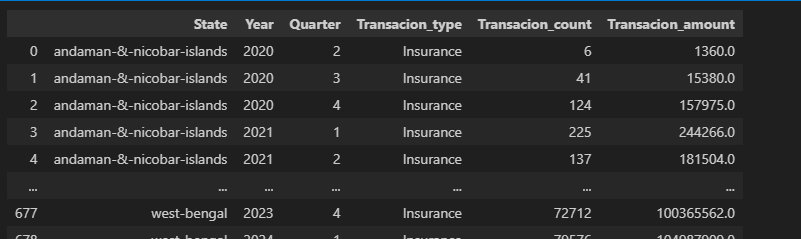 State Year Quarter Transacion_type Transacion_count Transacion_amount
0 andaman-&-nicobar-islands 2020 2 Insurance 6 1360.0
1 andaman-&-nicobar-islands 2020 3 Insurance 41 15380.0
2 andaman-&-nicobar-islands 2020 4 Insurance 124 157975.0
3 andaman-&-nicobar-islands 2021 1 Insurance 225 244266.0
4 andaman-&-nicobar-islands 2021 2 Insurance 137 181504.0
... ... ... ... ... ... ...
677 west-bengal 2023 4 Insurance 72712 100365562.0